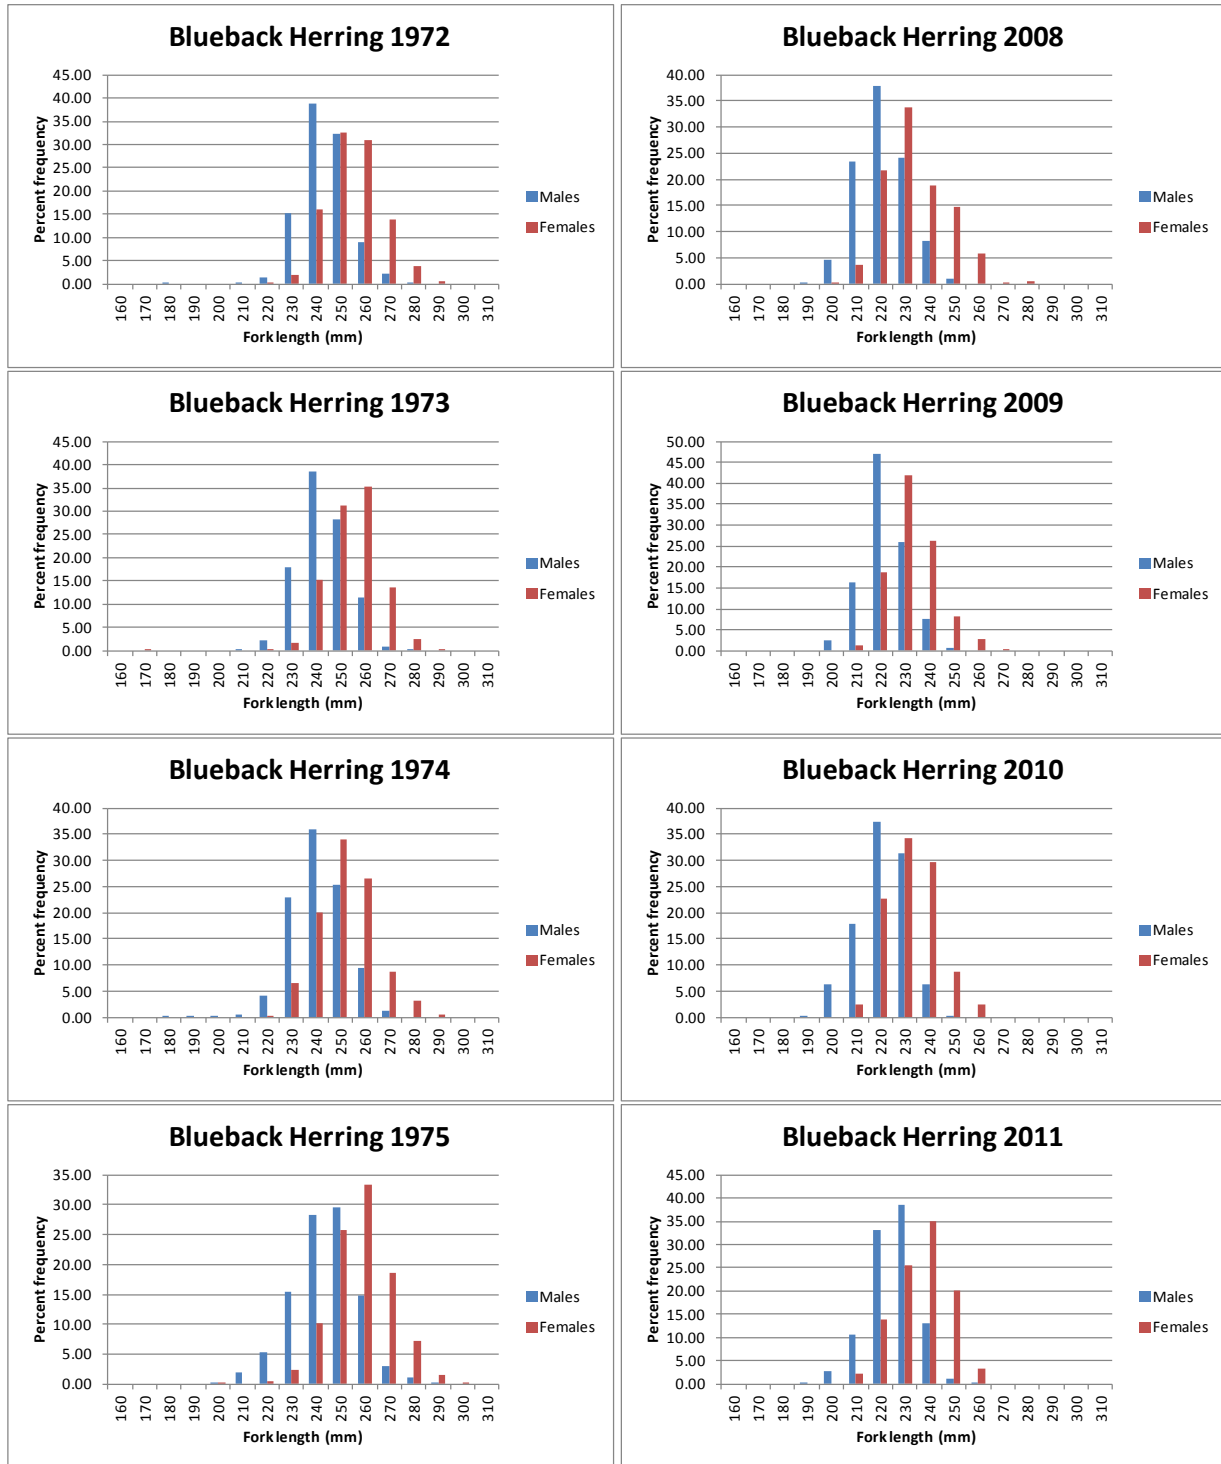 Blueback Herring 1972
45.00
40.00
35.00
30.00
25.00
20.00
15.00
10.00
5.00
0.00
Percent frequency
160 170 180 190 200 210 220 230 240 250 260 270 280 290 300 310
Fork length (mm)
Males
Females
Blueback Herring 2008
40.00
35.00
30.00
25.00
20.00
15.00
10.00
5.00
0.00
Percent frequency
160 170 180 190 200 210 220 230 240 250 260 270 280 290 300 310
Fork length (mm)
Males
Females
Blueback Herring 1973
45.00
40.00
35.00
30.00
25.00
20.00
15.00
10.00
5.00
0.00
Percent frequency
160 170 180 190 200 210 220 230 240 250 260 270 280 290 300 310
Fork length (mm)
Males
Females
Blueback Herring 2009
50.00
45.00
40.00
35.00
30.00
25.00
20.00
15.00
10.00
5.00
0.00
Percent frequency
160 170 180 190 200 210 220 230 240 250 260 270 280 290 300 310
Fork length (mm)
Males
Females
Blueback Herring 1974
40.00
35.00
30.00
25.00
20.00
15.00
10.00
5.00
0.00
Percent frequency
160 170 180 190 200 210 220 230 240 250 260 270 280 290 300 310
Fork length (mm)
Males
Females
Blueback Herring 2010
40.00
35.00
30.00
25.00
20.00
15.00
10.00
5.00
0.00
Percent frequency
160 170 180 190 200 210 220 230 240 250 260 270 280 290 300 310
Fork length (mm)
Males
Females
Blueback Herring 1975
35.00
30.00
25.00
20.00
15.00
10.00
5.00
0.00
Percent frequency
160 170 180 190 200 210 220 230 240 250 260 270 280 290 300 310
Fork length (mm)
Males
Females
Blueback Herring 2011
45.00
40.00
35.00
30.00
25.00
20.00
15.00
10.00
5.00
0.00
Percent frequency
160 170 180 190 200 210 220 230 240 250 260 270 280 290 300 310
Fork length (mm)
Males
Females